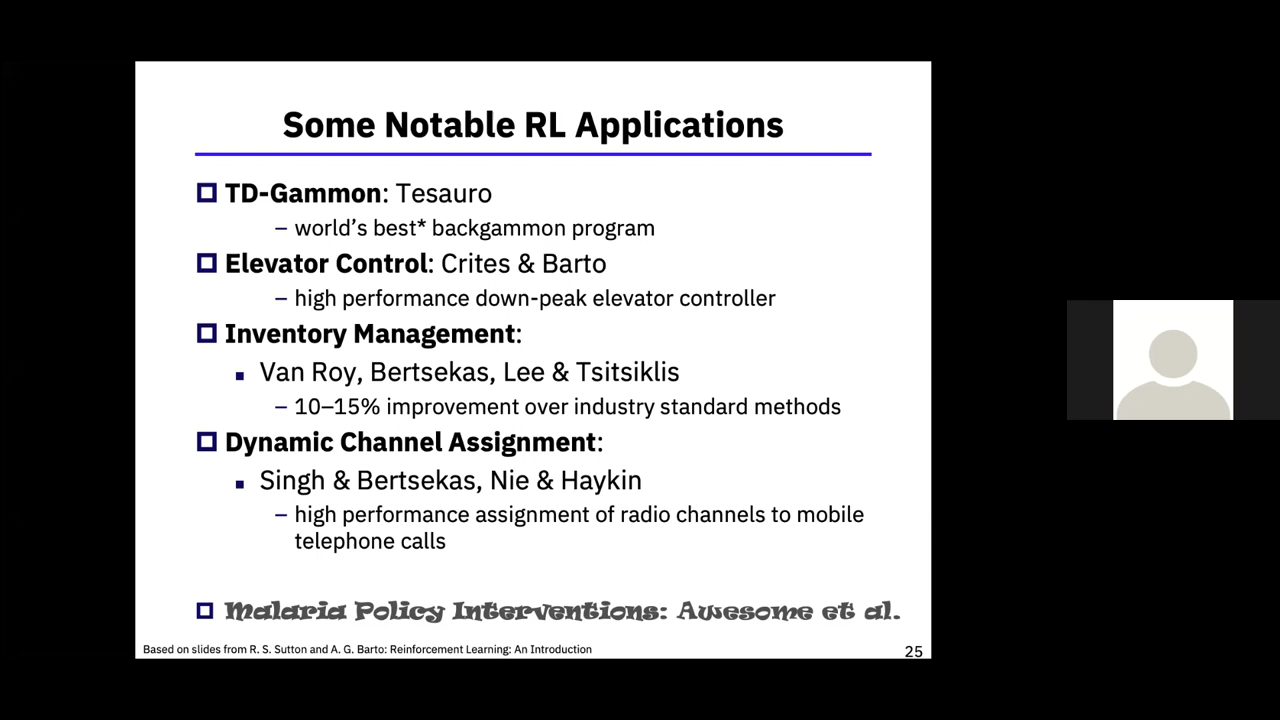 Some Notable RL Applications
TD-Gammon: Tesauro
– world's best* backgammon program
Elevator Control: Crites & Barto
– high performance down-peak elevator controller
Inventory Management:
▪ Van Roy, Bertsekas, Lee & Tsitsiklis
– 10–15% improvement over industry standard methods
Dynamic Channel Assignment:
▪ Singh & Bertsekas, Nie & Haykin
– high performance assignment of radio channels to mobile
telephone calls
Malaria Policy Interventions: Awesome et al.
Based on slides from R. S. Sutton and A. G. Barto: Reinforcement Learning: An Introduction
25